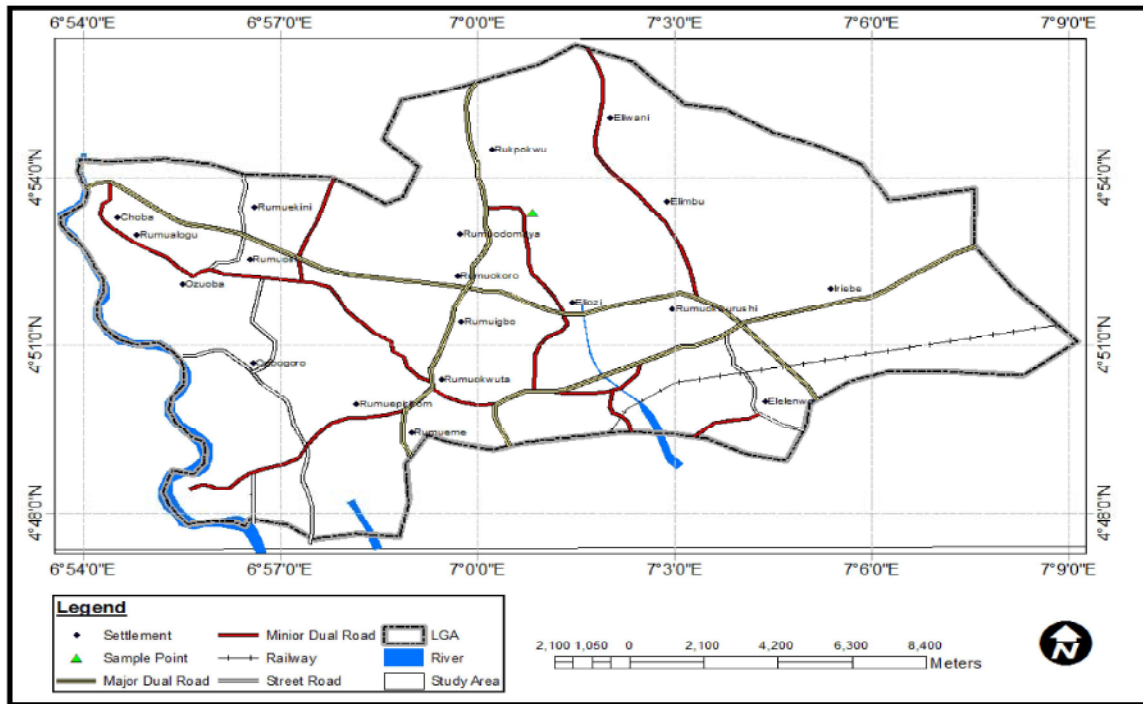 6°54'0"E 6°57'0"E 7°0'0"E 7°3'0"E 7°6'0"E 7°9'0"E
Eliwani
Rukpokwu
4°54'0"N 4°54'0"N
Elimbu
Rumuekini
Choba
Rumualogu Rumuodomaya
Rumuokoro
Ozuoba Iriebe
Eliozi
Rumuigbo
4°51'0"N 4°51'0"N
Rumuokwuta
Elelenwo
Rumueme
4°48'0"N 4°48'0"N
6°54'0"E 6°57'0"E 7°0'0"E 7°3'0"E 7°6'0"E 7°9'0"E
Legend
Settlement Minior Dual Road LGA
Sample Point Railway River
Major Dual Road Street Road Study Area
2,100 1,050 0 2,100 4,200 6,300 8,400
Meters
N